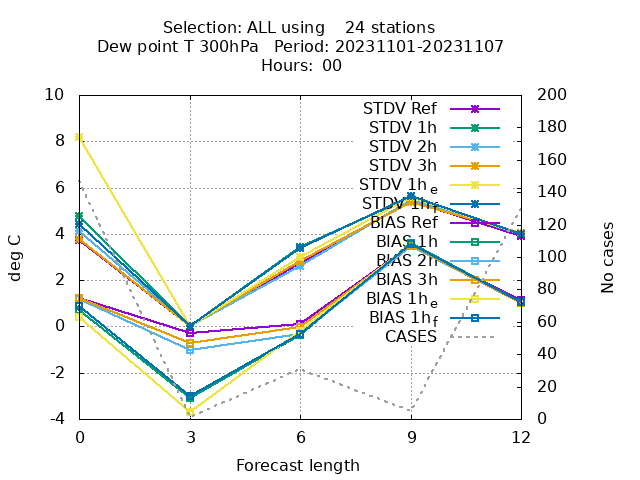 Selection: ALL using 24 stations
Dew point T 300hPa Period: 20231101-20231107
Hours: 00
10
8
6
4
2
0
-2
-4
200
180
160
140
120
100
80
60
40
20
0
deg C
No cases
STDV Ref
STDV 1h
STDV 2h
STDV 3h
STDV 1h e
STDV 1h f
BIAS Ref
BIAS 1h
BIAS 2h
BIAS 3h
BIAS 1h e
BIAS 1h f
CASES
0 3 6 9 12
Forecast length